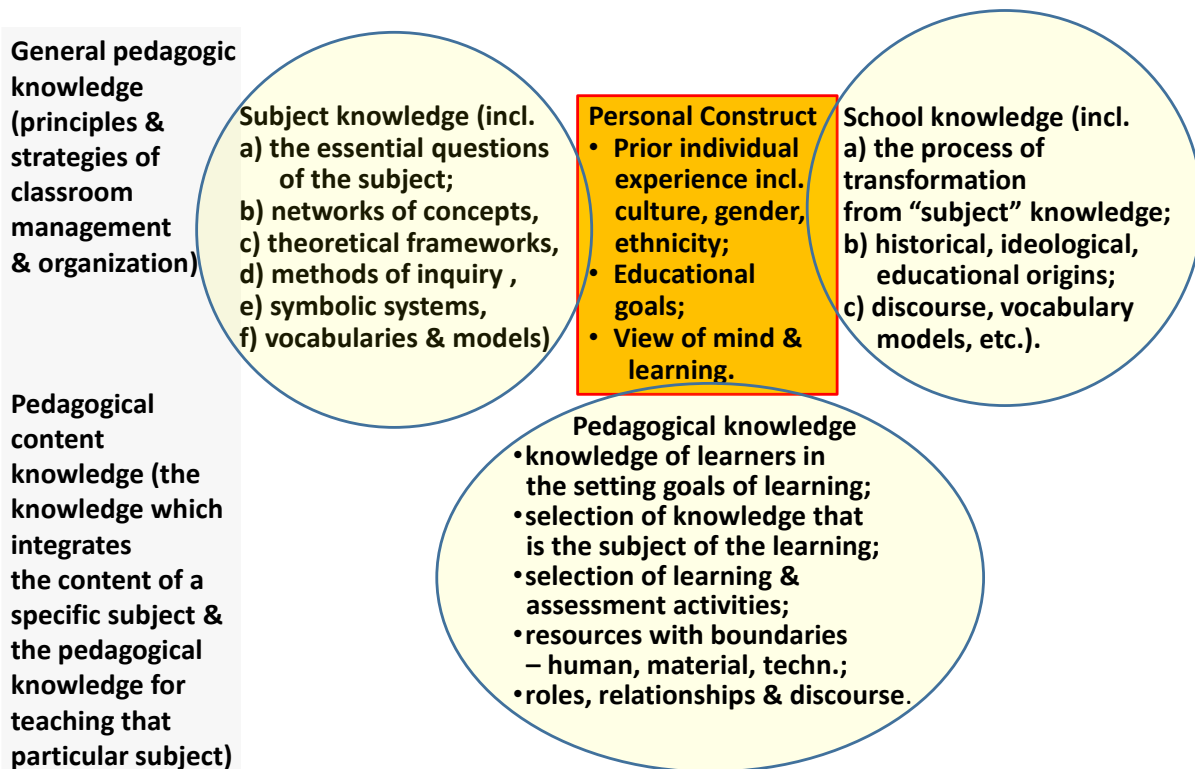 General pedagogic
knowledge
(principles &
strategies of
classroom
management
& organization)
Pedagogical
content
knowledge (the
knowledge which
integrates
the content of a
specific subject &
the pedagogical
knowledge for
teaching that
particular subject)
Subject knowledge (incl.
a) the essential questions
of the subject;
b) networks of concepts,
c) theoretical frameworks,
d) methods of inquiry ,
e) symbolic systems,
f) vocabularies & models)
Personal Construct
• Prior individual
experience incl.
culture, gender,
ethnicity;
• Educational
goals;
• View of mind &
learning.
School knowledge (incl.
a) the process of
transformation
from “subject” knowledge;
b) historical, ideological,
educational origins;
c) discourse, vocabulary
models, etc.).
Pedagogical knowledge
•knowledge of learners in
the setting goals of learning;
•selection of knowledge that
is the subject of the learning;
•selection of learning &
assessment activities;
•resources with boundaries
– human, material, techn.;
•roles, relationships & discourse.